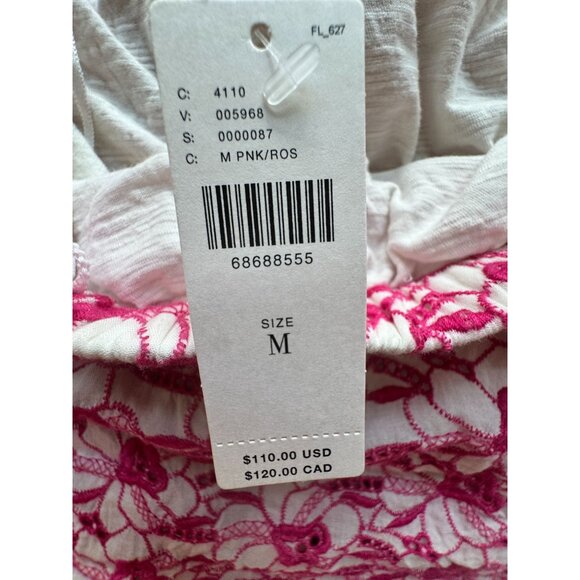 FL_627
C: 4110
V: 005968
S: 0000087
C: M PNK/ROS
68688555
SIZE
M
$110.00 USD
$120.00 CAD